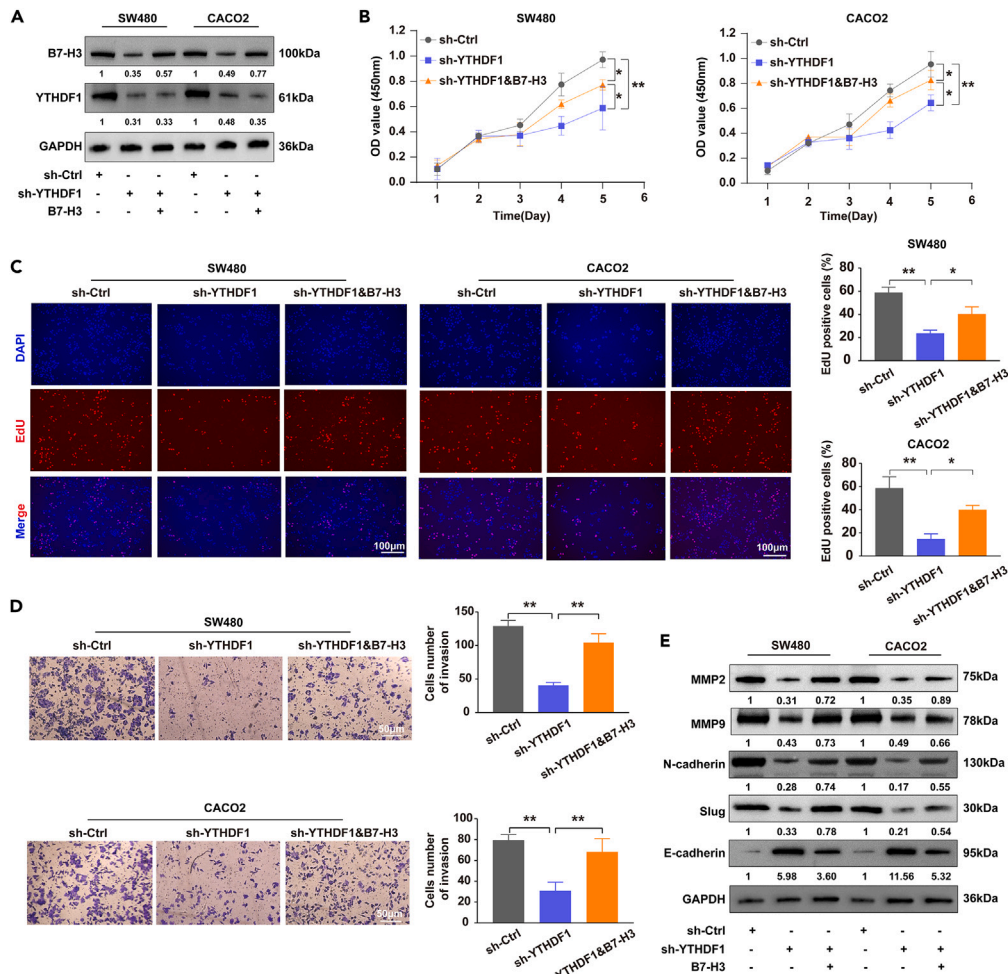 A
SW480 CACO2
B7-H3 100kDa
1 0.35 0.57 1 0.49 0.77
YTHDF1 61kDa
1 0.31 0.33 1 0.48 0.35
GAPDH 36kDa
sh-Ctrl + - - + - -
sh-YTHDF1 - + + - + +
B7-H3 - - + - - +
B
SW480
sh-Ctrl
sh-YTHDF1
sh-YTHDF1&B7-H3
* * **
OD value (450nm)
1.2
1.0
0.8
0.6
0.4
0.2
0.0
1 2 3 4 5 6
Time(Day)
CACO2
sh-Ctrl
sh-YTHDF1
sh-YTHDF1&B7-H3
* * **
OD value (450nm)
1.2
1.0
0.8
0.6
0.4
0.2
0.0
1 2 3 4 5 6
Time(Day)
C
SW480 CACO2
sh-Ctrl sh-YTHDF1 sh-YTHDF1&B7-H3 sh-Ctrl sh-YTHDF1 sh-YTHDF1&B7-H3
DAPI
EdU
Merge
100μm 100μm
SW480
EdU positive cells (%)
80
60
40
20
0
** *
sh-Ctrl
sh-YTHDF1
sh-YTHDF1&B7-H3
CACO2
EdU positive cells (%)
80
60
40
20
0
** *
sh-Ctrl
sh-YTHDF1
sh-YTHDF1&B7-H3
D
SW480
sh-Ctrl sh-YTHDF1 sh-YTHDF1&B7-H3
50μm
Cells number
of invasion
150
100
50
0
** **
sh-Ctrl
sh-YTHDF1
sh-YTHDF1&B7-H3
CACO2
sh-Ctrl sh-YTHDF1 sh-YTHDF1&B7-H3
50μm
Cells number
of invasion
100
80
60
40
20
0
** **
sh-Ctrl
sh-YTHDF1
sh-YTHDF1&B7-H3
E
SW480 CACO2
MMP2 75kDa
1 0.31 0.72 1 0.35 0.89
MMP9 78kDa
1 0.43 0.73 1 0.49 0.66
N-cadherin 130kDa
1 0.28 0.74 1 0.17 0.55
Slug 30kDa
1 0.33 0.78 1 0.21 0.54
E-cadherin 95kDa
1 5.98 3.60 1 11.56 5.32
GAPDH 36kDa
sh-Ctrl + - - + - -
sh-YTHDF1 - + + - + +
B7-H3 - - + - - +